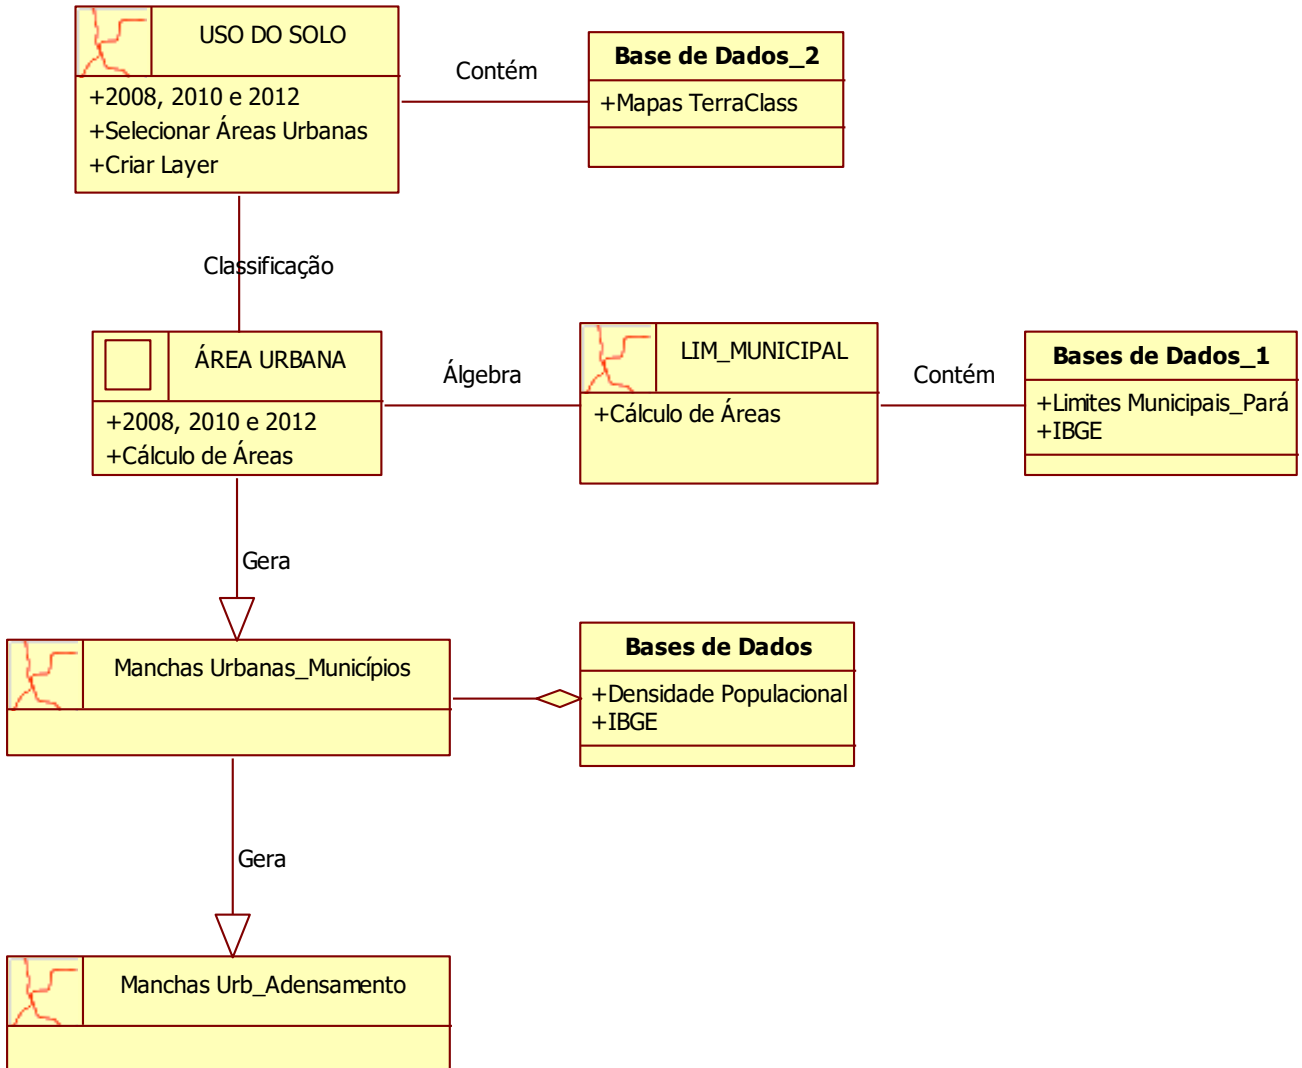 USO DO SOLO
+2008, 2010 e 2012
+Selecionar Áreas Urbanas
+Criar Layer
Contém
Base de Dados_2
+Mapas TerraClass
Classificação
ÁREA URBANA
+2008, 2010 e 2012
+Cálculo de Áreas
Álgebra
LIM_MUNICIPAL
+Cálculo de Áreas
Contém
Bases de Dados_1
+Limites Municipais_Pará
+IBGE
Gera
Manchas Urbanas_Municípios
Bases de Dados
+Densidade Populacional
+IBGE
Gera
Manchas Urb_Adensamento